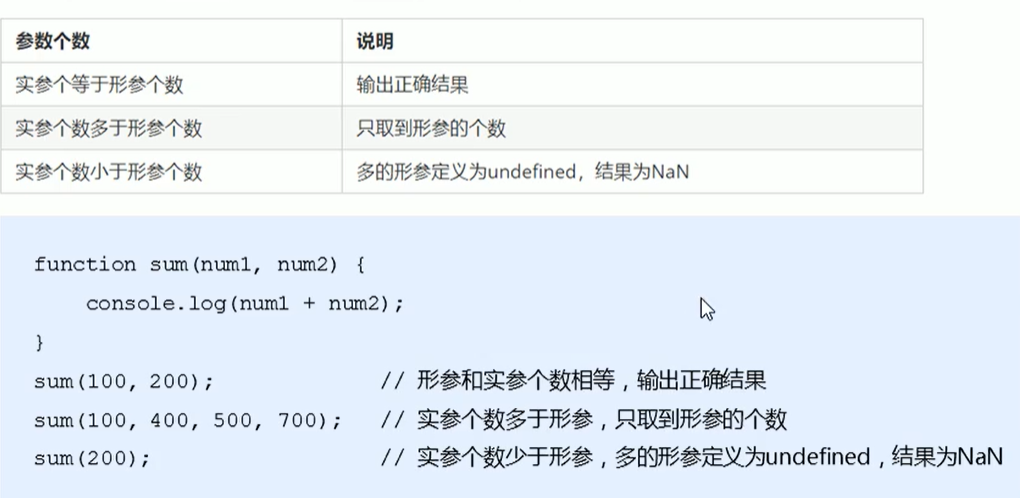 参数个数 说明
实参个等于形参个数 输出正确结果
实参个数多于形参个数 只取到形参的个数
实参个数小于形参个数 多的形参定义为undefined，结果为NaN
function sum(num1, num2) {
    console.log(num1 + num2);
}
sum(100, 200); // 形参和实参个数相等，输出正确结果
sum(100, 400, 500, 700); // 实参个数多于形参，只取到形参的个数
sum(200); // 实参个数少于形参，多的形参定义为undefined，结果为NaN